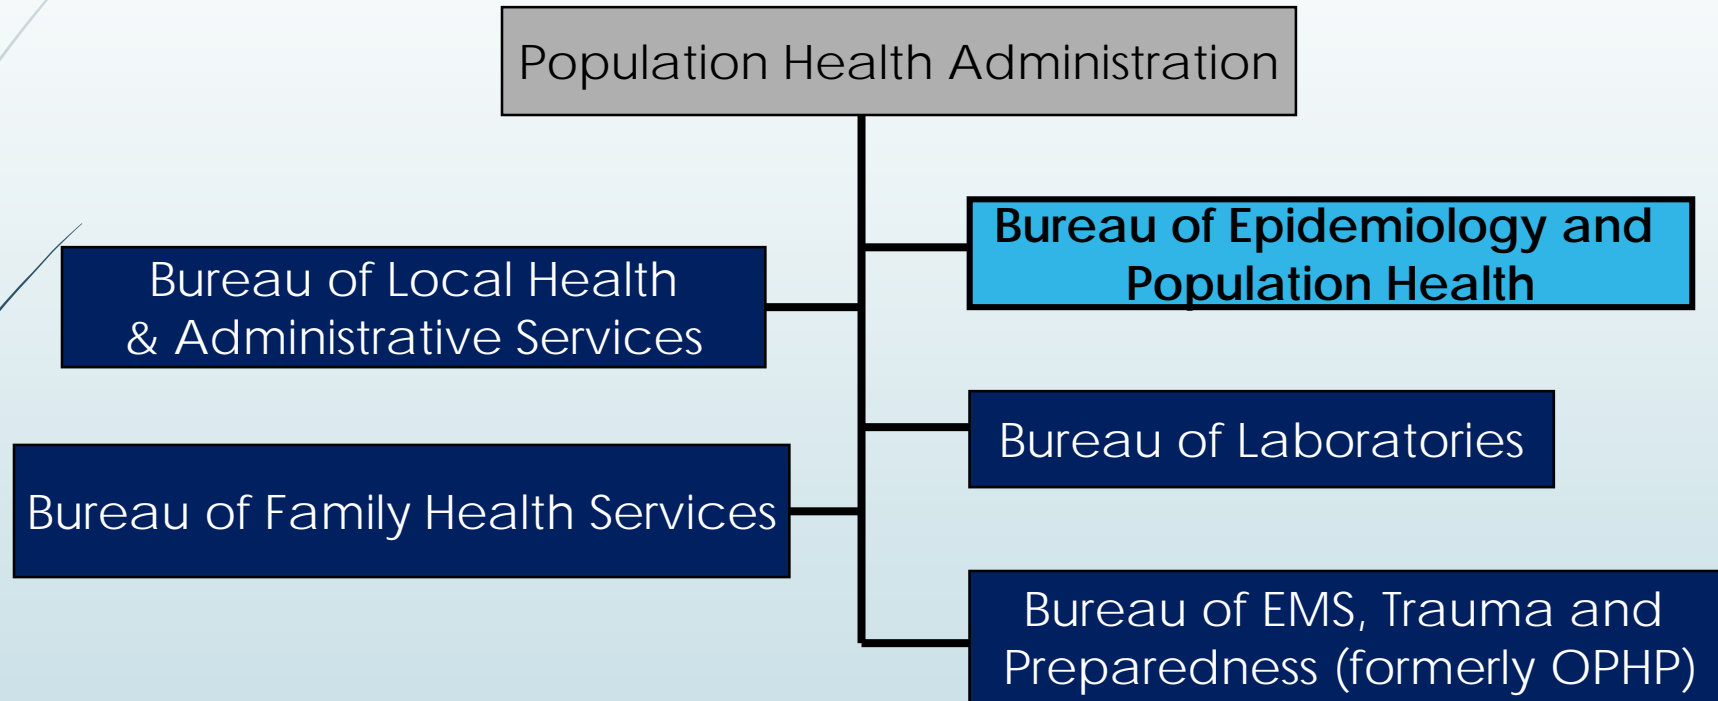 Population Health Administration
Bureau of Epidemiology and
Population Health
Bureau of Local Health
& Administrative Services
Bureau of Laboratories
Bureau of Family Health Services
Bureau of EMS, Trauma and
Preparedness (formerly OPHP)